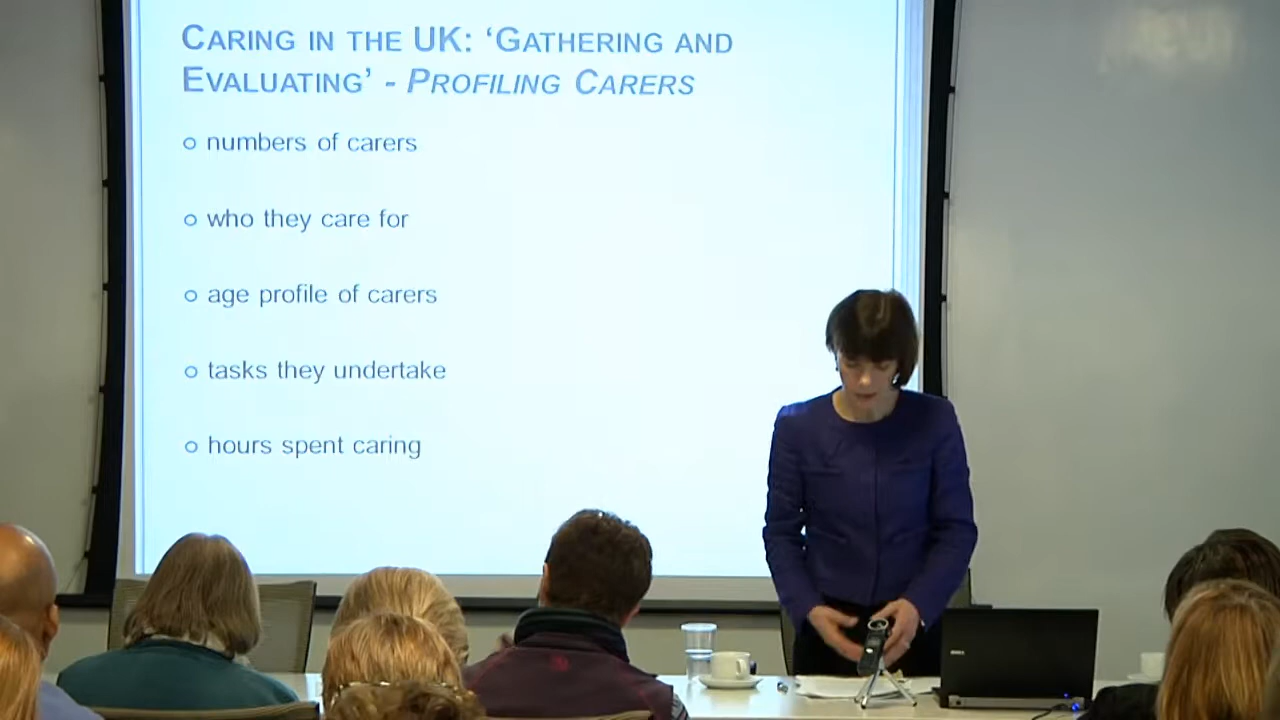 CARING IN THE UK: ‘GATHERING AND
EVALUATING’ - PROFILING CARERS
o numbers of carers
o who they care for
o age profile of carers
o tasks they undertake
o hours spent caring
DELL